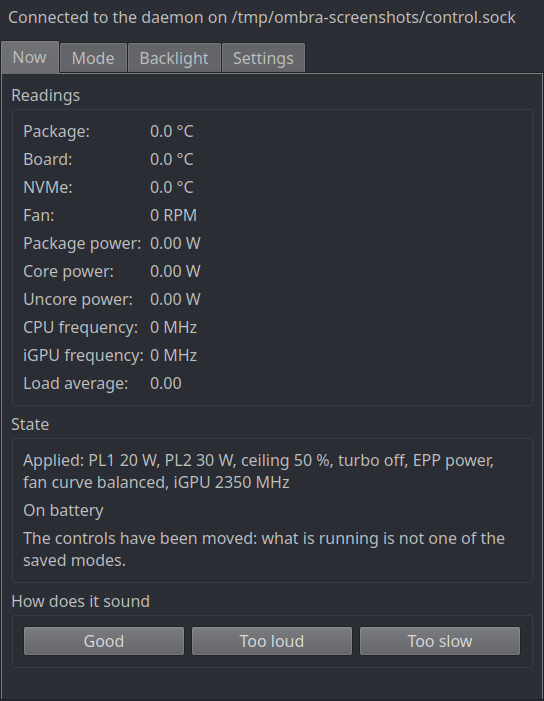 Connected to the daemon on /tmp/ombra-screenshots/control.sock
Now Mode Backlight Settings
Readings
Package: 0.0 °C
Board: 0.0 °C
NVMe: 0.0 °C
Fan: 0 RPM
Package power: 0.00 W
Core power: 0.00 W
Uncore power: 0.00 W
CPU frequency: 0 MHz
iGPU frequency: 0 MHz
Load average: 0.00
State
Applied: PL1 20 W, PL2 30 W, ceiling 50 %, turbo off, EPP power,
fan curve balanced, iGPU 2350 MHz
On battery
The controls have been moved: what is running is not one of the
saved modes.
How does it sound
Good Too loud Too slow